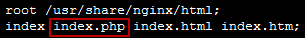 root /usr/share/nginx/html;
index index.php index.html index.htm;